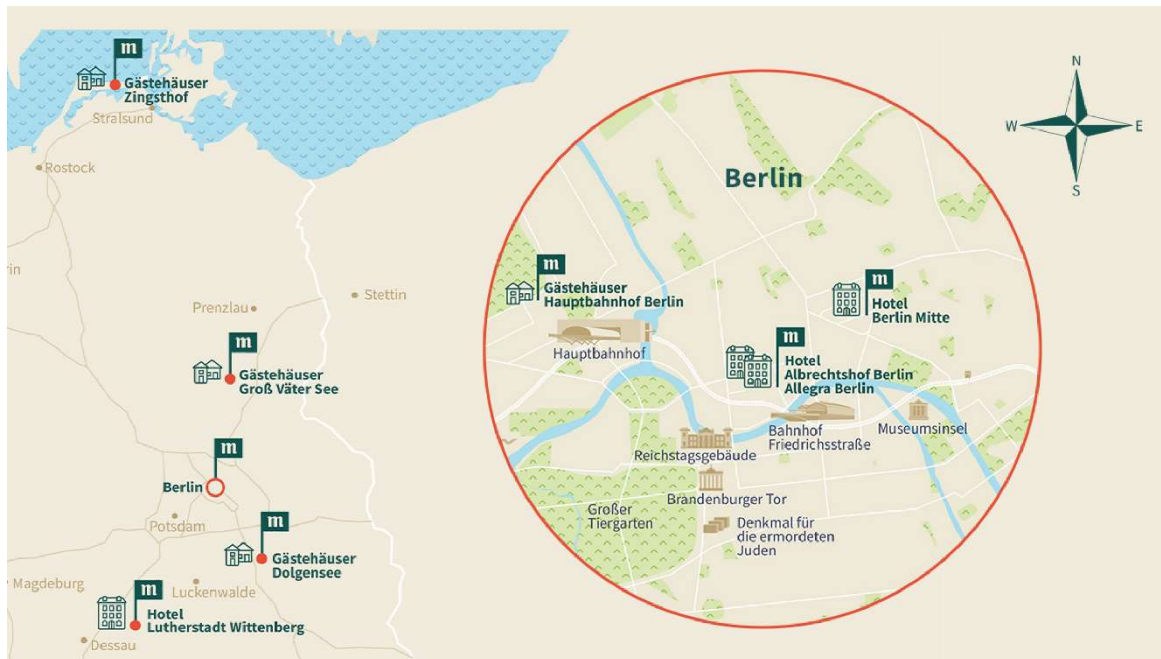 m
Gästehäuser
Zingsthof
Stralsund
Rostock
rin
Stettin
Prenzlau
m
Gästehäuser
Groß Väter See
m
Berlin
Potsdam
m
Gästehäuser
Dolgensee
Magdeburg
Luckenwalde
m
Hotel
Lutherstadt Wittenberg
Dessau
Berlin
m
Gästehäuser
Hauptbahnhof Berlin
Hauptbahnhof
m
Hotel
Berlin Mitte
m
Hotel
Albrechtshof Berlin
Allegra Berlin
Bahnhof
Friedrichsstraße
Museumsinsel
Reichstagsgebäude
Brandenburger Tor
Großer
Tiergarten
Denkmal für
die ermordeten
Juden
N
W
E
S